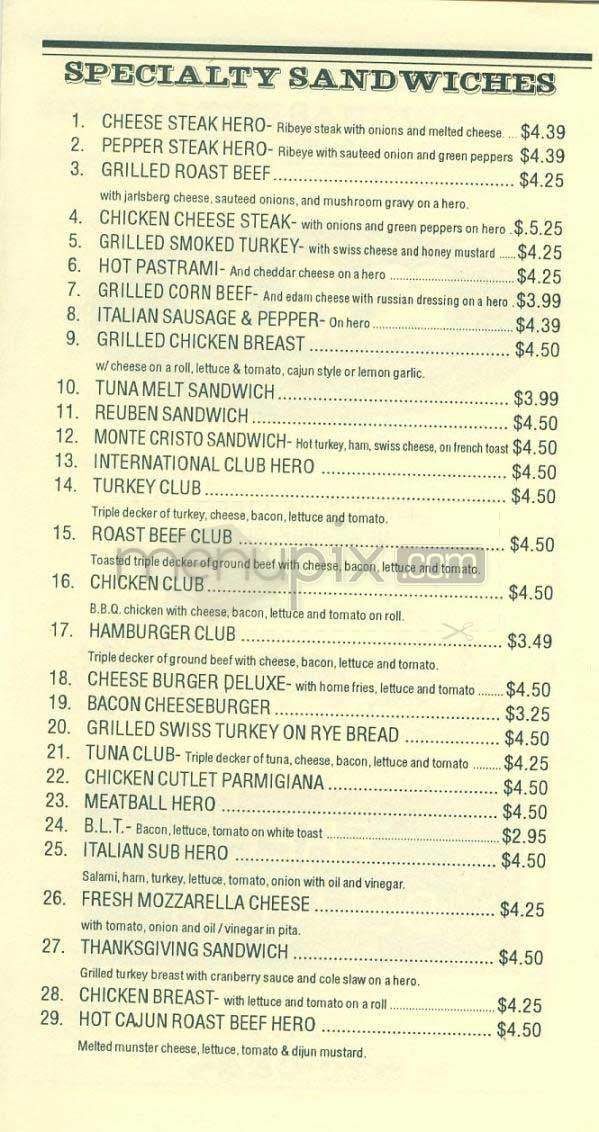 SPECIALTY SANDWICHES
1. CHEESE STEAK HERO- Ribeye steak with onions and melted cheese. ... $4.39
2. PEPPER STEAK HERO- Ribeye with sauteed onion and green peppers $4.39
3. GRILLED ROAST BEEF ........................................ $4.25
with jarlsberg cheese, sauteed onions, and mushroom gravy on a hero.
4. CHICKEN CHEESE STEAK- with onions and green peppers on hero . $.5.25
5. GRILLED SMOKED TURKEY- with swiss cheese and honey mustard ...... $4.25
6. HOT PASTRAMI- And cheddar cheese on a hero ................................ $4.25
7. GRILLED CORN BEEF- And edam cheese with russian dressing on a hero . $3.99
8. ITALIAN SAUSAGE & PEPPER- On hero .................................... $4.39
9. GRILLED CHICKEN BREAST .................................. $4.50
w/ cheese on a roll, lettuce & tomato, cajun style or lemon garlic.
10. TUNA MELT SANDWICH ...................................... $3.99
11. REUBEN SANDWICH .......................................... $4.50
12. MONTE CRISTO SANDWICH- Hot turkey, ham, swiss cheese, on french toast $4.50
13. INTERNATIONAL CLUB HERO ............................... $4.50
14. TURKEY CLUB .................................................. $4.50
Triple decker of turkey, cheese, bacon, lettuce and tomato.
15. ROAST BEEF CLUB ............................................ $4.50
menupix.com
Toasted triple decker of ground beef with cheese, bacon, lettuce and tomato.
16. CHICKEN CLUB ................................................. $4.50
B.B.Q. chicken with cheese, bacon, lettuce and tomato on roll.
17. HAMBURGER CLUB ........................................... $3.49
Triple decker of ground beef with cheese, bacon, lettuce and tomato.
18. CHEESE BURGER DELUXE- with home fries, lettuce and tomato ........ $4.50
19. BACON CHEESEBURGER ..................................... $3.25
20. GRILLED SWISS TURKEY ON RYE BREAD ................ $4.50
21. TUNA CLUB- Triple decker of tuna, cheese, bacon, lettuce and tomato ......... $4.25
22. CHICKEN CUTLET PARMIGIANA ............................ $4.50
23. MEATBALL HERO .............................................. $4.50
24. B.L.T.- Bacon, lettuce, tomato on white toast ............................................. $2.95
25. ITALIAN SUB HERO ........................................... $4.50
Salami, ham, turkey, lettuce, tomato, onion with oil and vinegar.
26. FRESH MOZZARELLA CHEESE .............................. $4.25
with tomato, onion and oil / vinegar in pita.
27. THANKSGIVING SANDWICH .................................. $4.50
Grilled turkey breast with cranberry sauce and cole slaw on a hero.
28. CHICKEN BREAST- with lettuce and tomato on a roll ........................... $4.25
29. HOT CAJUN ROAST BEEF HERO ............................ $4.50
Melted munster cheese, lettuce, tomato & dijun mustard.